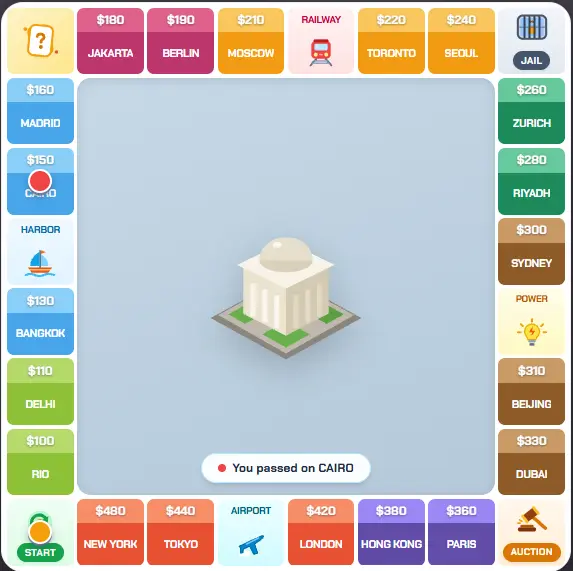 ?
$180
JAKARTA
$190
BERLIN
$210
MOSCOW
RAILWAY
$220
TORONTO
$240
SEOUL
JAIL
$160
MADRID
$260
ZURICH
$150
CAIRO
$280
RIYADH
HARBOR
$300
SYDNEY
$130
BANGKOK
POWER
$110
DELHI
$310
BEIJING
$100
RIO
$330
DUBAI
You passed on CAIRO
START
$480
NEW YORK
$440
TOKYO
AIRPORT
$420
LONDON
$380
HONG KONG
$360
PARIS
AUCTION